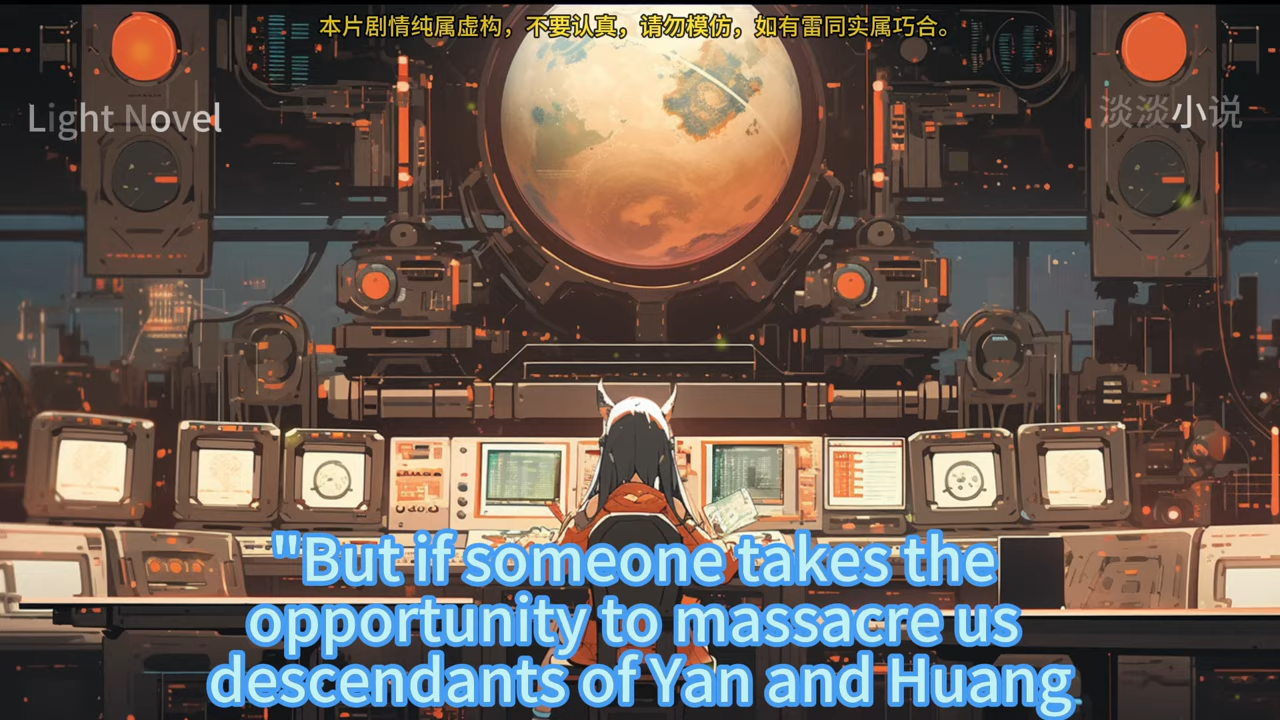 本片剧情纯属虚构，不要认真，请勿模仿，如有雷同实属巧合。
Light Novel
淡淡小说
"But if someone takes the
opportunity to massacre us
descendants of Yan and Huang